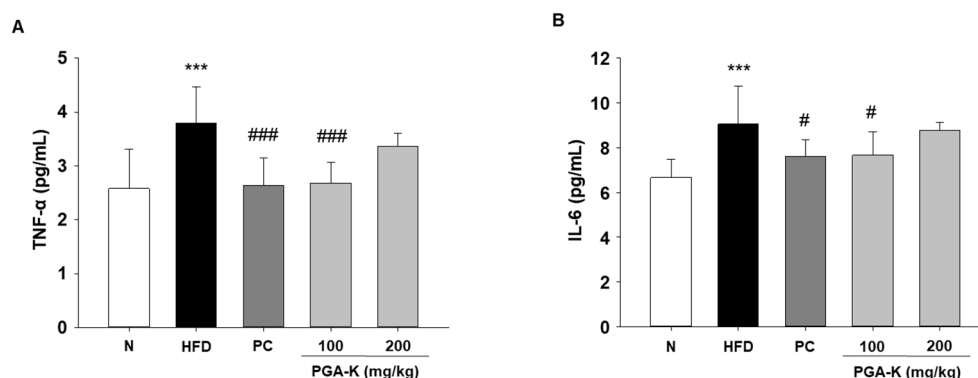 A
TNF-α (pg/mL)
5
4
3
2
1
0
***
###
###
N HFD PC 100 200
PGA-K (mg/kg)
B
IL-6 (pg/mL)
12
10
8
6
4
2
0
***
#
#
N HFD PC 100 200
PGA-K (mg/kg)